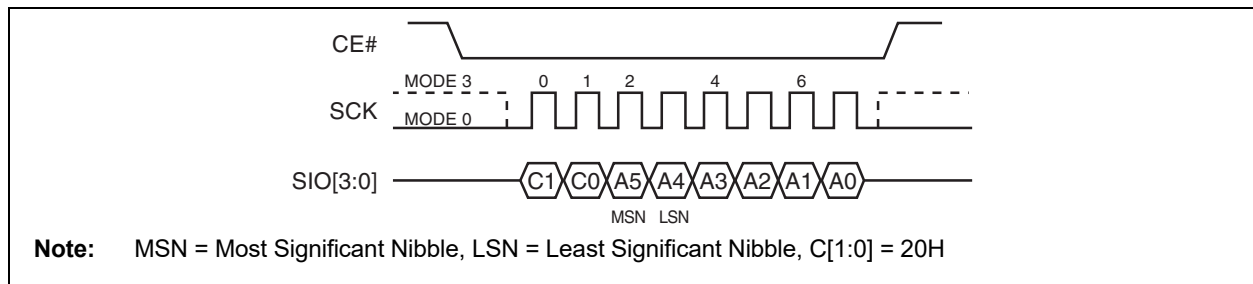 CE#
MODE 3 0 1 2 4 6
SCK
MODE 0
SIO[3:0] C1 C0 A5 A4 A3 A2 A1 A0
MSN LSN
Note: MSN = Most Significant Nibble, LSN = Least Significant Nibble, C[1:0] = 20H